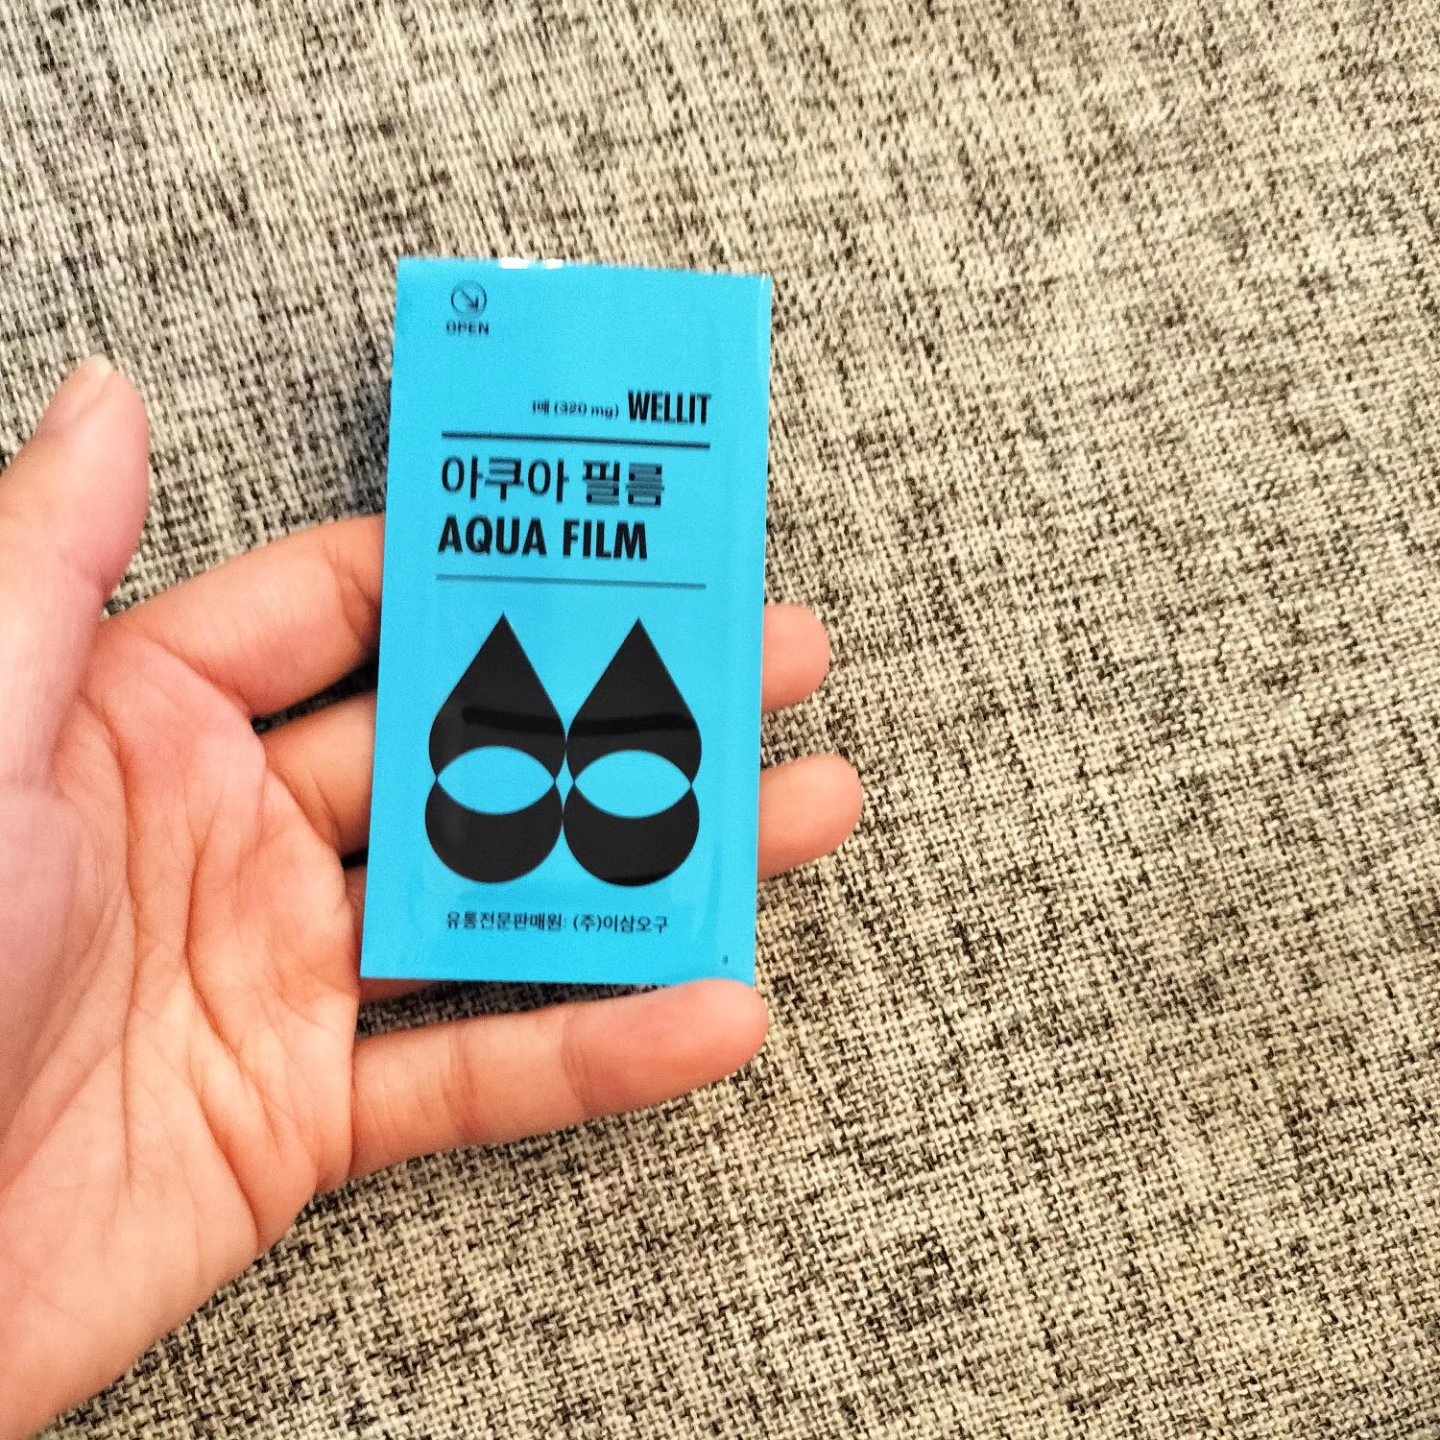 OPEN
1매 (320 mg) WELLIT
아쿠아 필름
AQUA FILM
유통전문판매원: (주)이삼오구
3